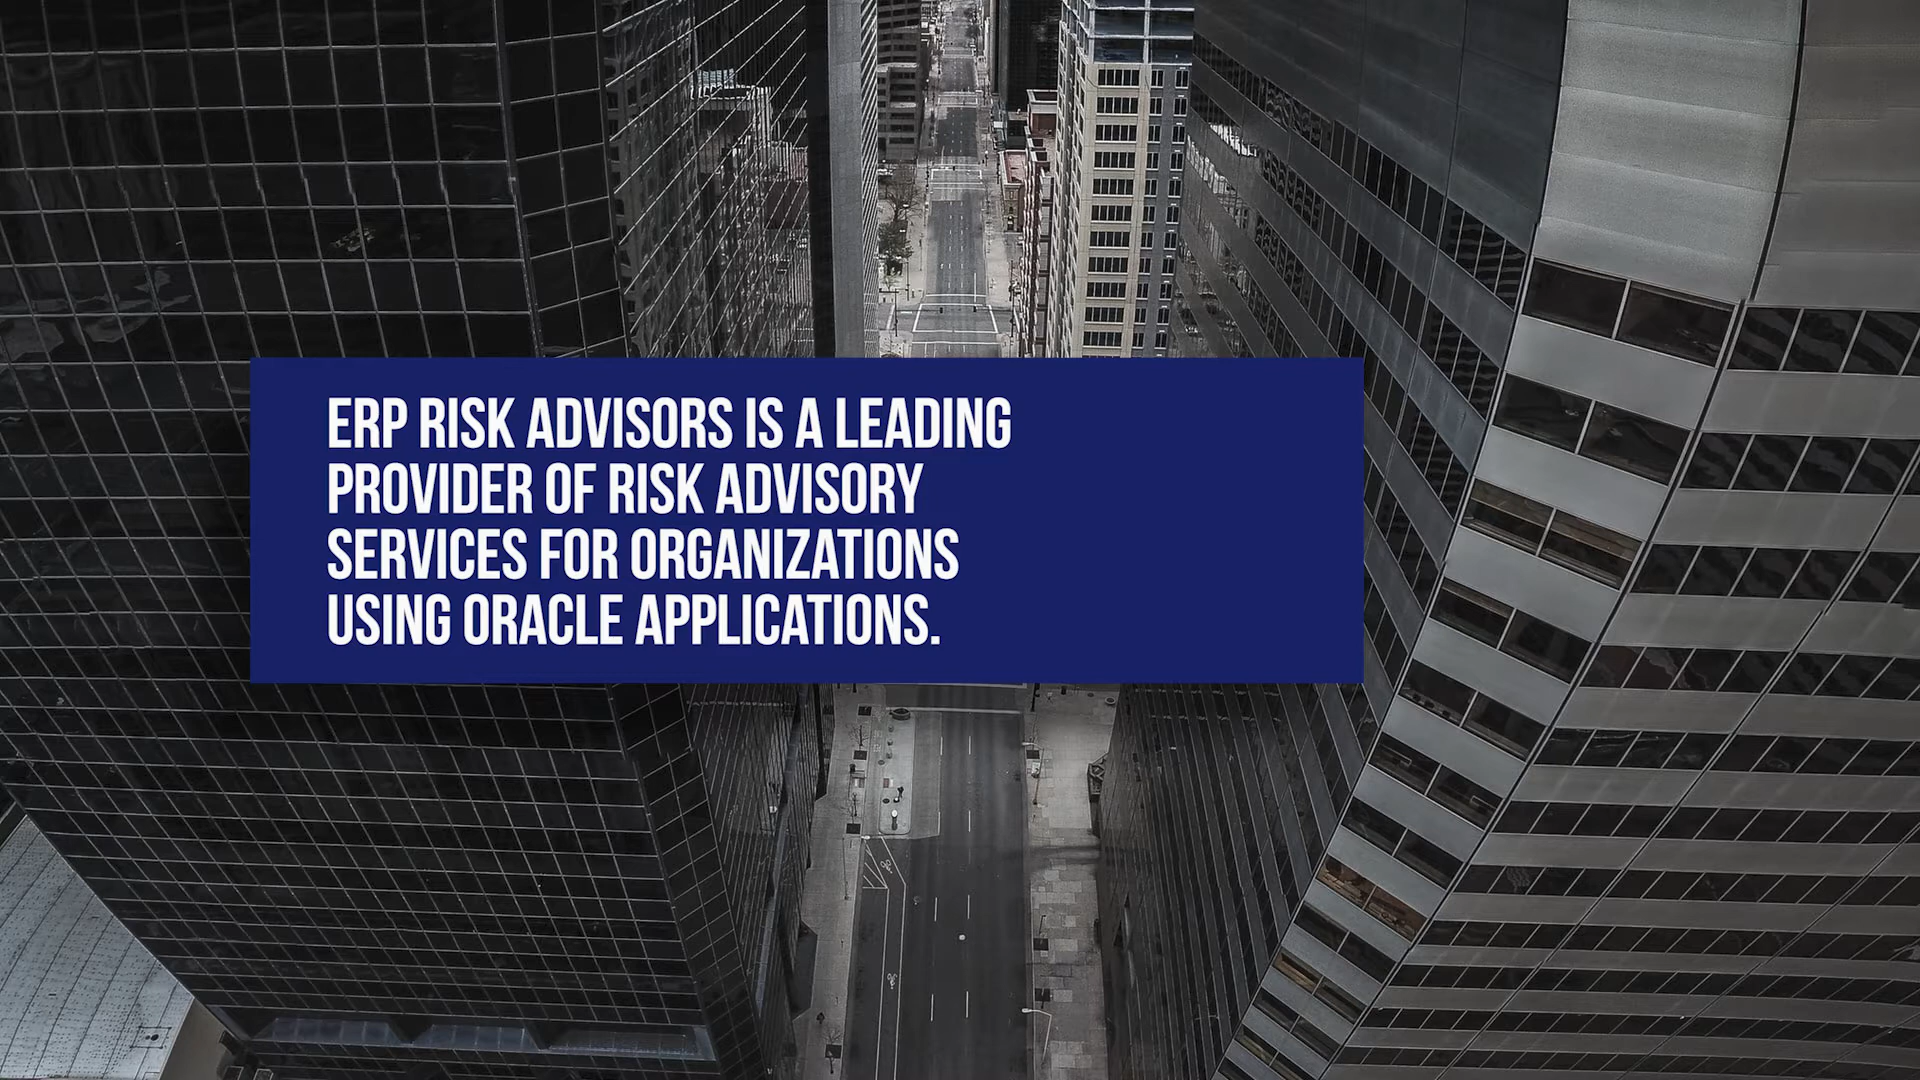 ERP RISK ADVISORS IS A LEADING
PROVIDER OF RISK ADVISORY
SERVICES FOR ORGANIZATIONS
USING ORACLE APPLICATIONS.